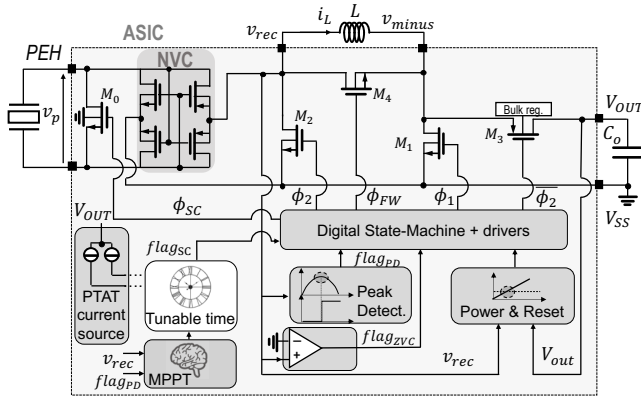 i_L L
v_rec v_minus
ASIC
PEH NVC
v_p M_0 M_4 Bulk reg. V_OUT
M_2 M_1 M_3 C_o
ϕ_SC ϕ_2 ϕ_FW ϕ_1 \overline{ϕ_2} V_SS
V_OUT
Digital State-Machine + drivers
flag_SC flag_PD
PTAT
current
source
Tunable time
Peak
Detect.
Power & Reset
− +
flag_ZVC
v_rec
flag_PD
MPPT
v_rec V_out